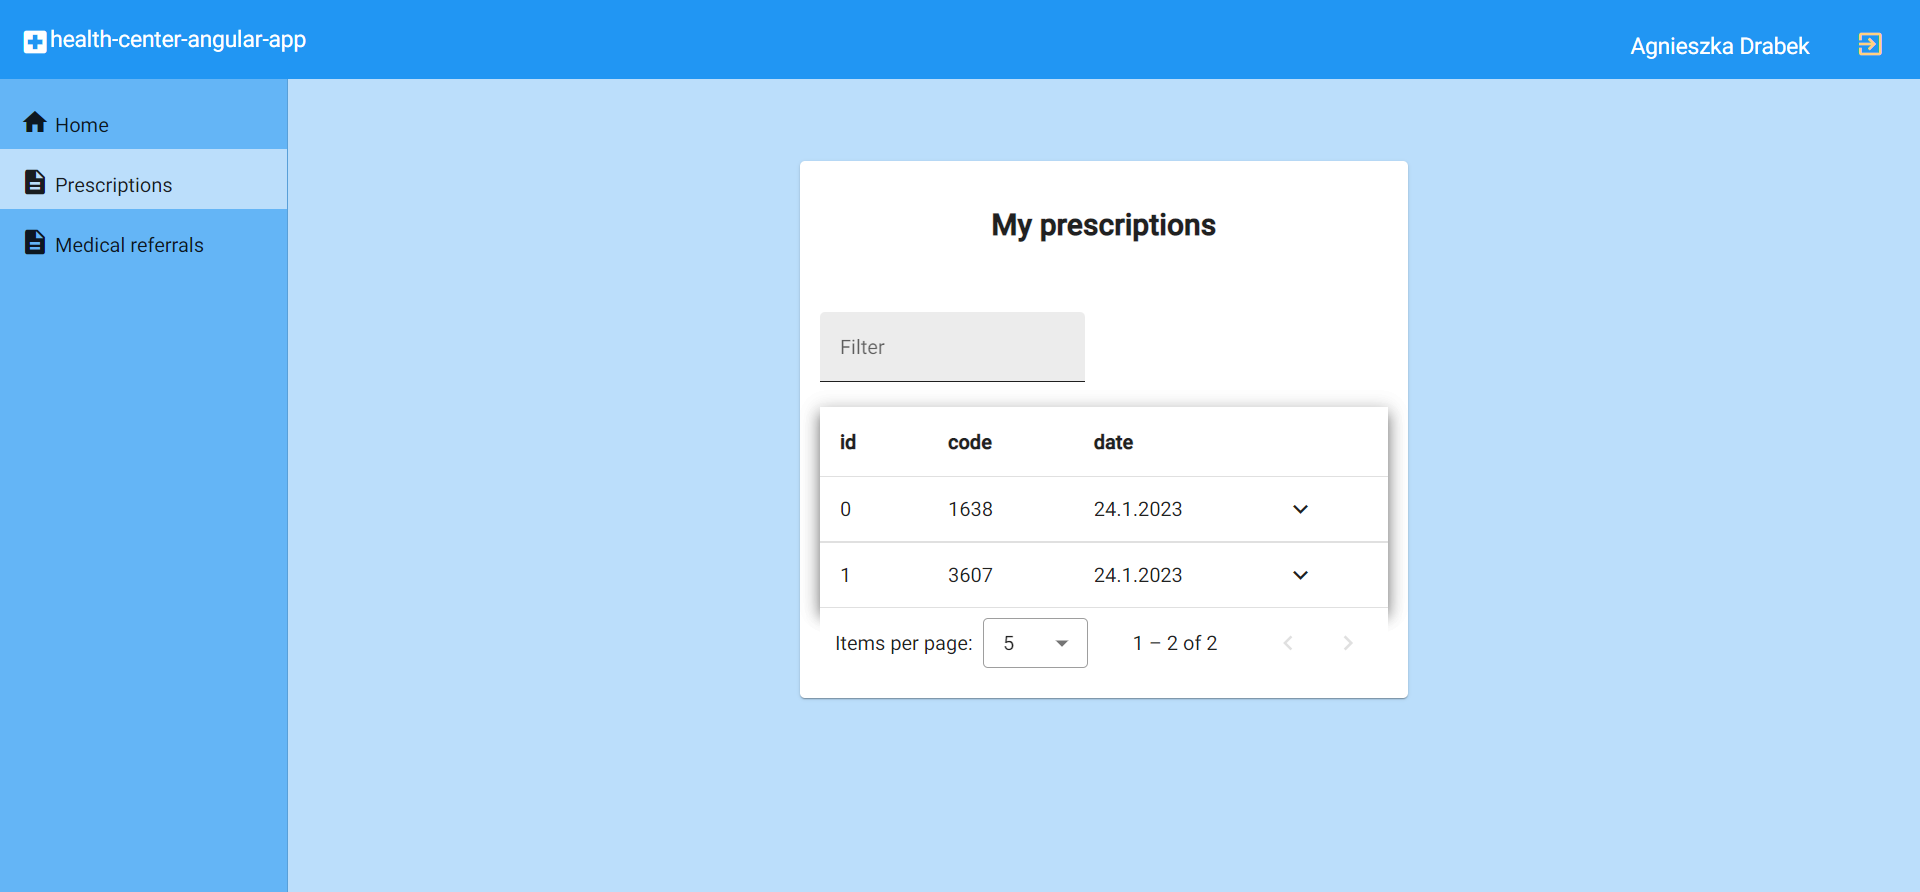 health-center-angular-app
Agnieszka Drabek
Home
Prescriptions
Medical referrals
My prescriptions
Filter
id code date
0 1638 24.1.2023
1 3607 24.1.2023
Items per page: 5 1 – 2 of 2